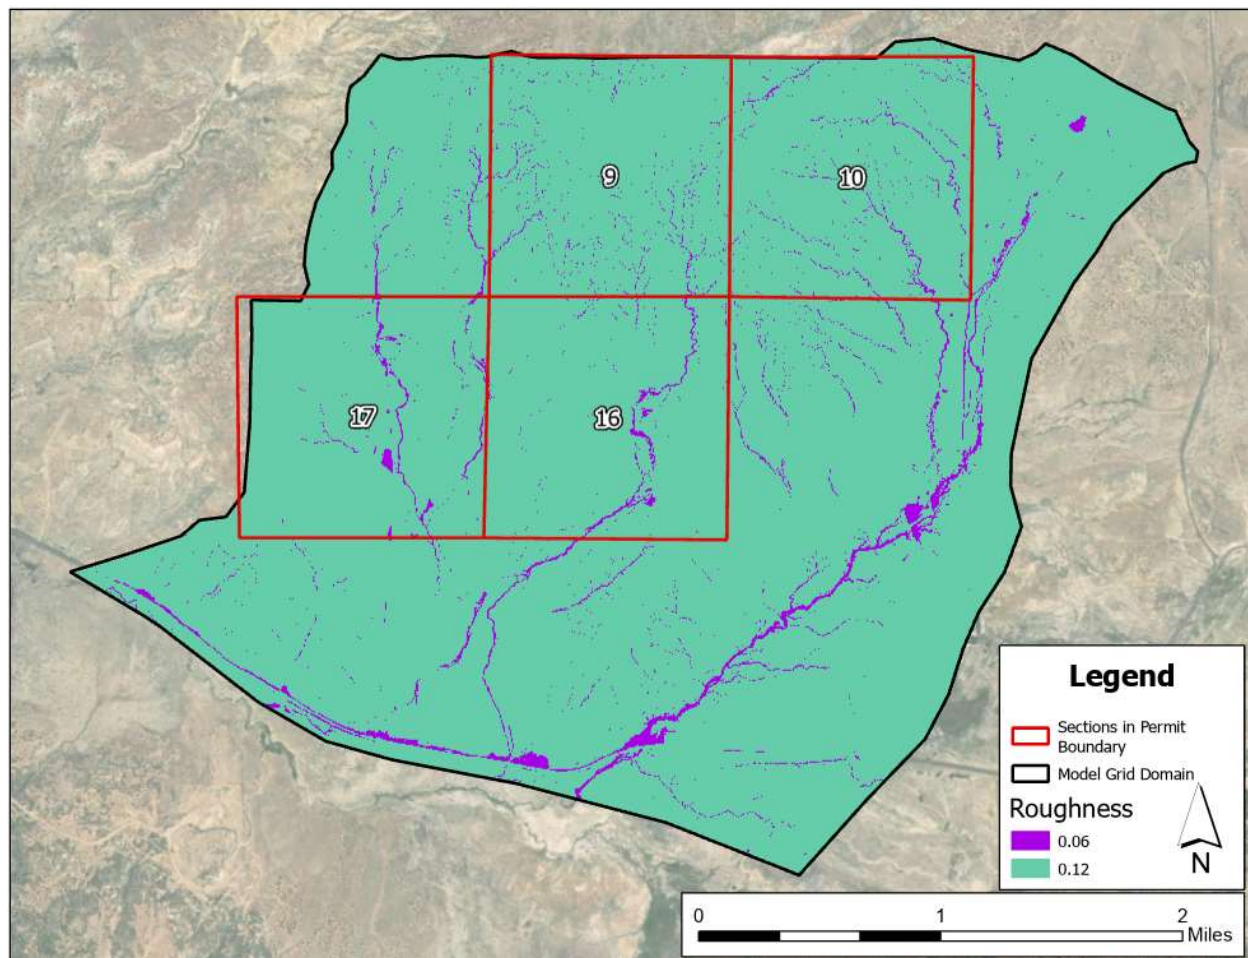 9
10
17
16
Legend
Sections in Permit
Boundary
Model Grid Domain
Roughness
0.06
0.12
N
0 1 2
Miles